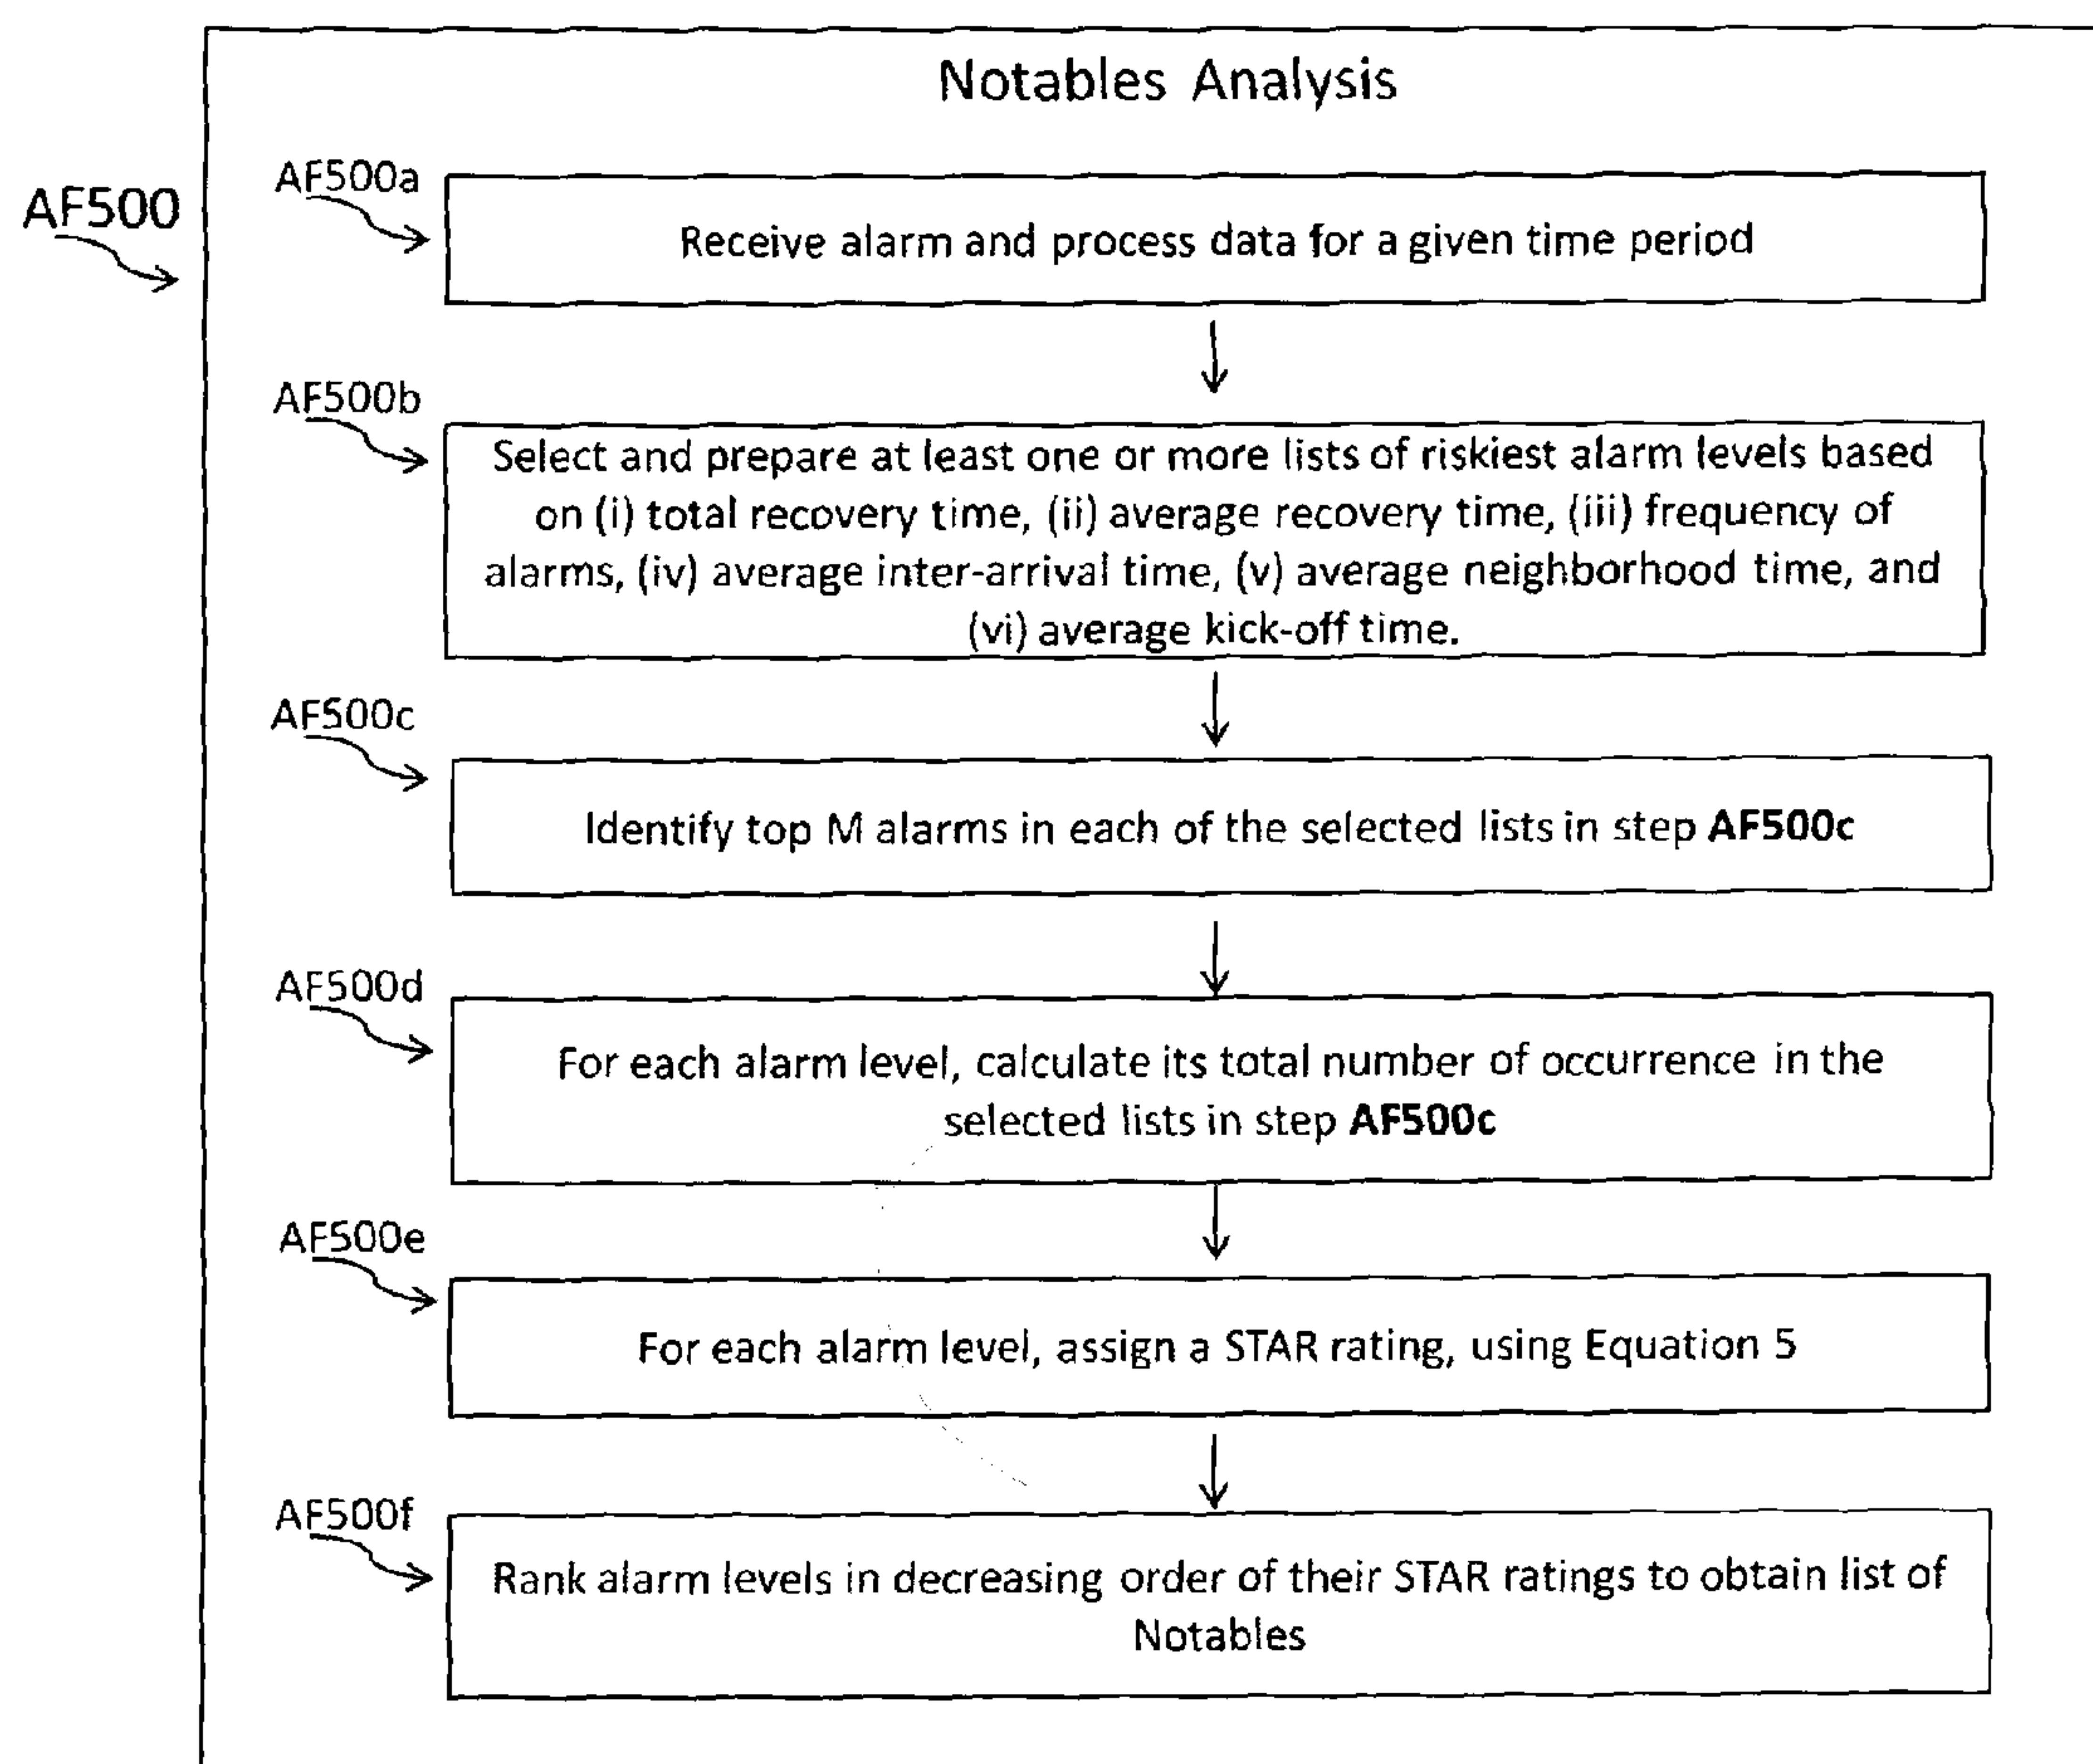 Notables Analysis
AF500
AF500a
Receive alarm and process data for a given time period
AF500b
Select and prepare at least one or more lists of riskiest alarm levels based
on (i) total recovery time, (ii) average recovery time, (iii) frequency of
alarms, (iv) average inter-arrival time, (v) average neighborhood time, and
(vi) average kick-off time.
AF500c
Identify top M alarms in each of the selected lists in step AF500c
AF500d
For each alarm level, calculate its total number of occurrence in the
selected lists in step AF500c
AF500e
For each alarm level, assign a STAR rating, using Equation 5
AF500f
Rank alarm levels in decreasing order of their STAR ratings to obtain list of
Notables